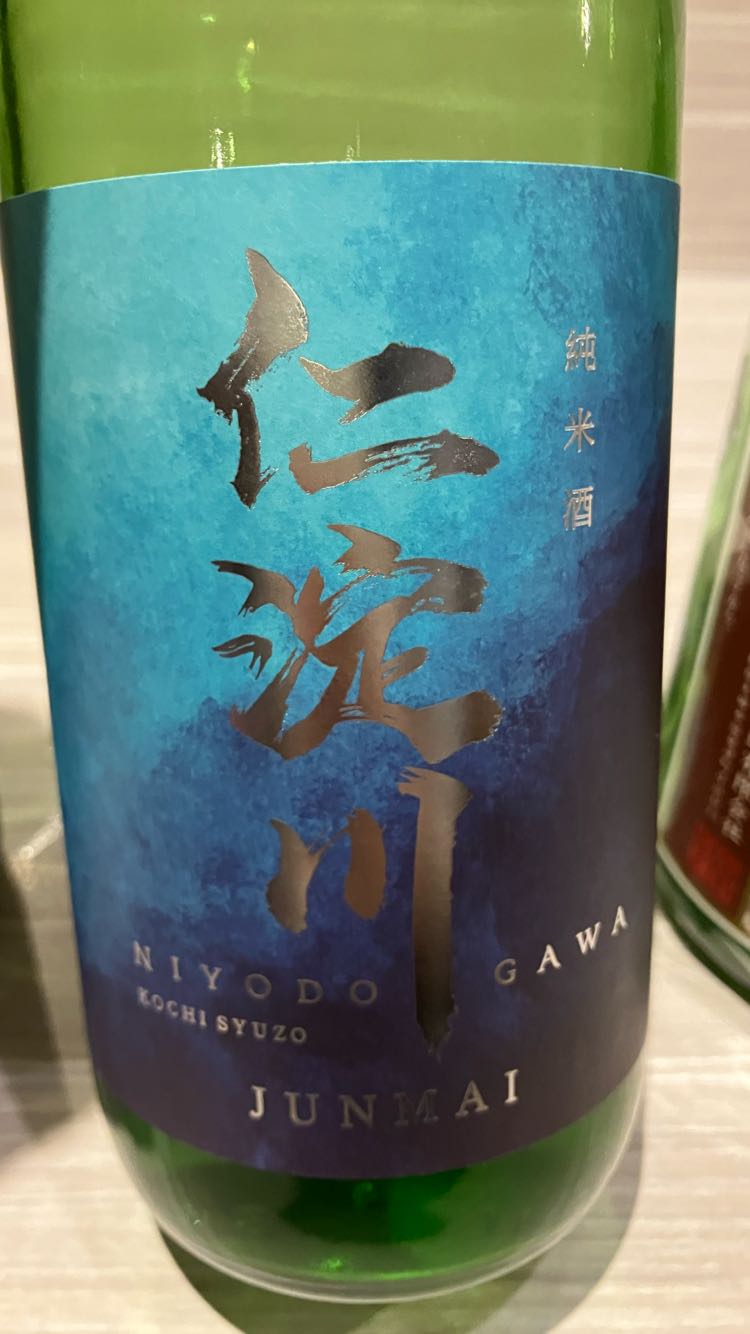 仁淀川
純米酒
NIYODO GAWA
KOCHI SYUZO
JUNMAI